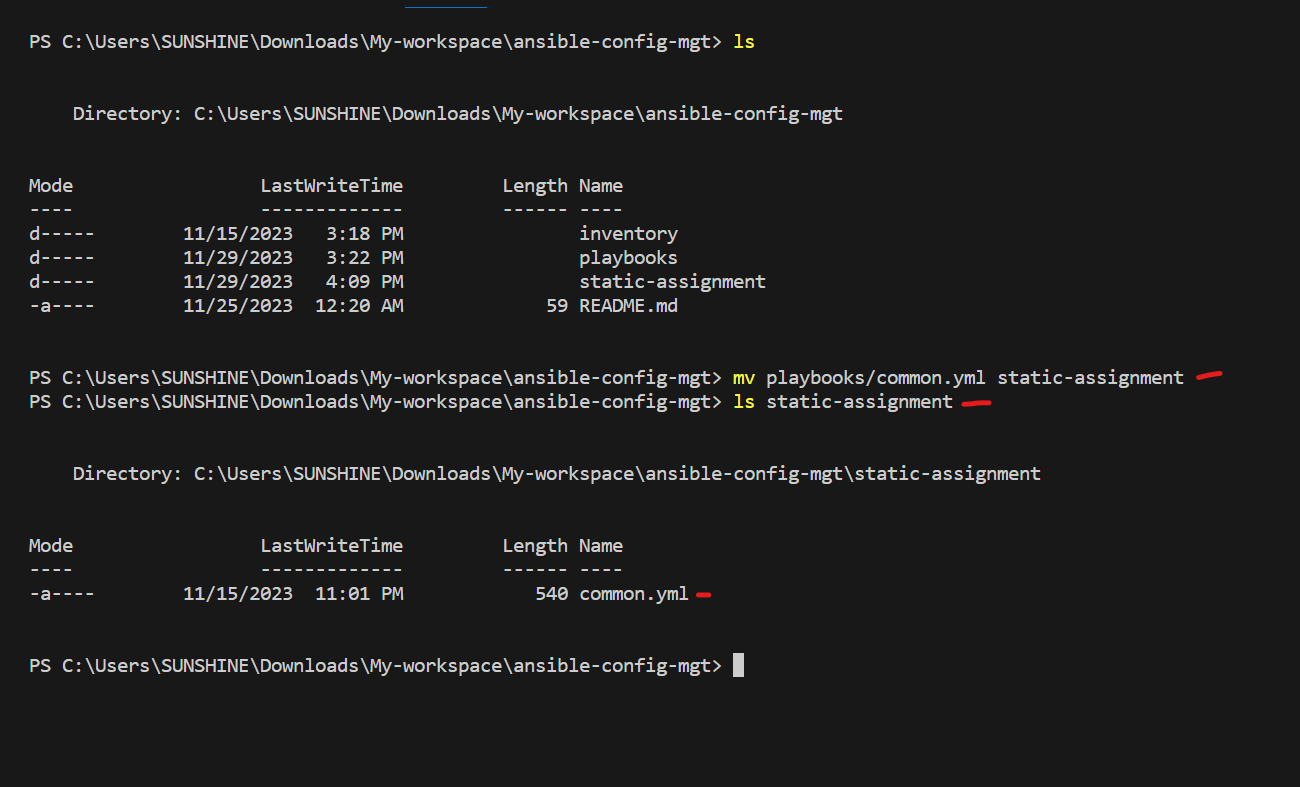 PS C:\Users\SUNSHINE\Downloads\My-workspace\ansible-config-mgt> ls
Directory: C:\Users\SUNSHINE\Downloads\My-workspace\ansible-config-mgt
Mode                 LastWriteTime         Length Name
----                 -------------         ------ ----
d-----        11/15/2023   3:18 PM                inventory
d-----        11/29/2023   3:22 PM                playbooks
d-----        11/29/2023   4:09 PM                static-assignment
-a----        11/25/2023  12:20 AM             59 README.md
PS C:\Users\SUNSHINE\Downloads\My-workspace\ansible-config-mgt> mv playbooks/common.yml static-assignment
PS C:\Users\SUNSHINE\Downloads\My-workspace\ansible-config-mgt> ls static-assignment
Directory: C:\Users\SUNSHINE\Downloads\My-workspace\ansible-config-mgt\static-assignment
Mode                 LastWriteTime         Length Name
----                 -------------         ------ ----
-a----        11/15/2023  11:01 PM            540 common.yml
PS C:\Users\SUNSHINE\Downloads\My-workspace\ansible-config-mgt>